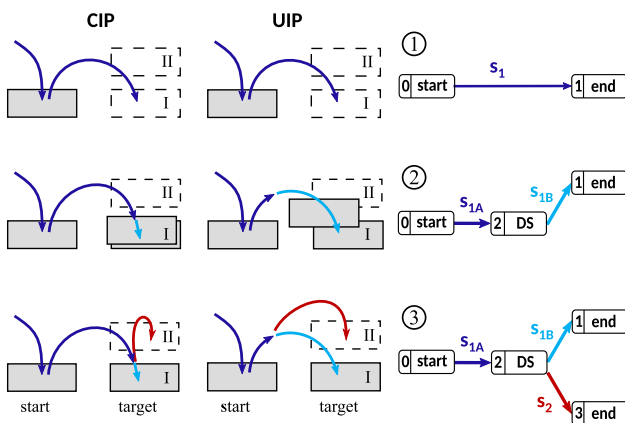 CIP
UIP
1
II
II
S1
I
I
0 start
1 end
2
II
II
1 end
S1B
S1A
I
I
0 start
2 DS
3
II
II
1 end
S1B
S1A
I
I
0 start
2 DS
S2
start
target
start
target
3 end